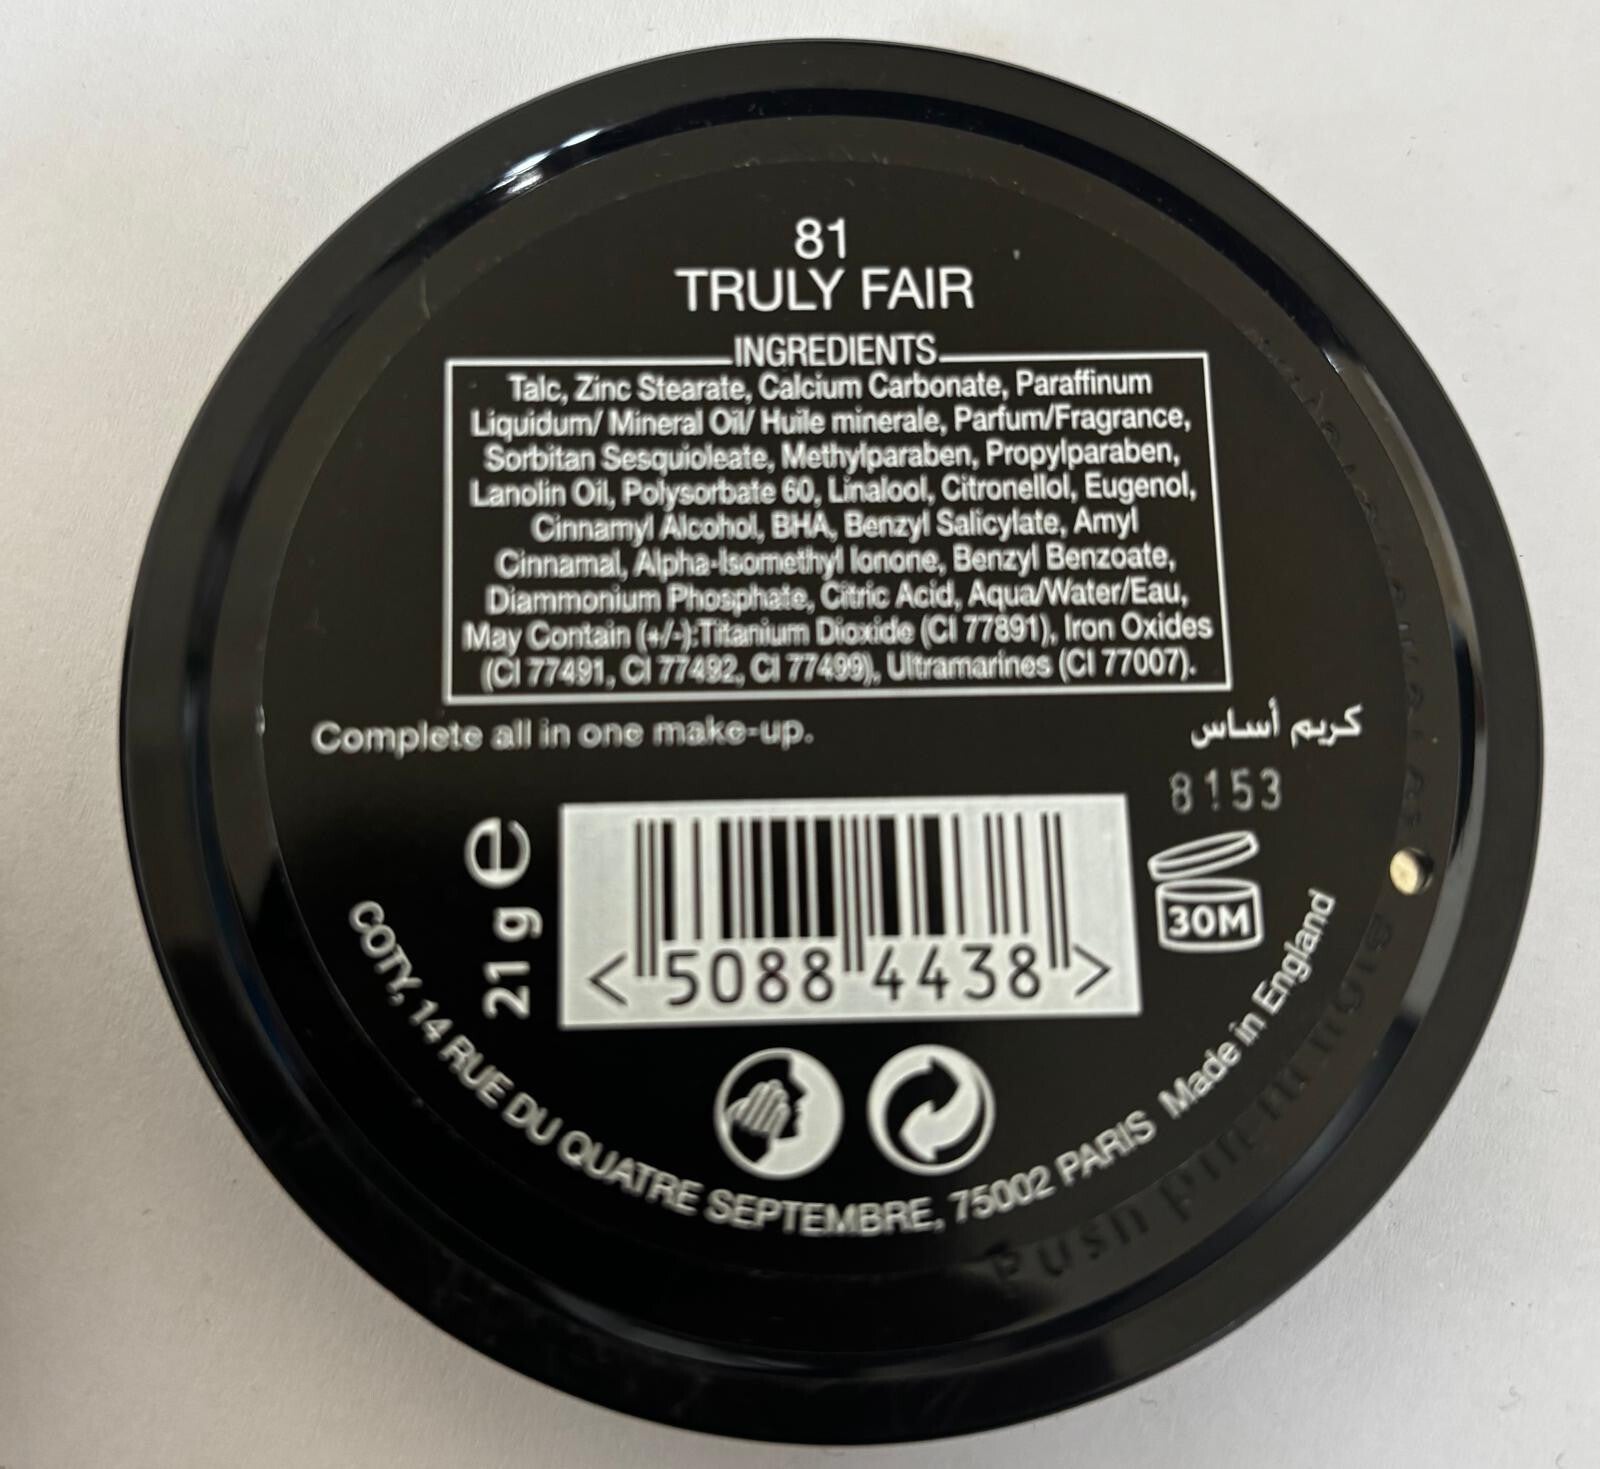 81
TRULY FAIR
INGREDIENTS
Talc, Zinc Stearate, Calcium Carbonate, Paraffinum
Liquidum/ Mineral Oil/ Huile minerale, Parfum/Fragrance,
Sorbitan Sesquioleate, Methylparaben, Propylparaben,
Lanolin Oil, Polysorbate 60, Linalool, Citronellol, Eugenol,
Cinnamyl Alcohol, BHA, Benzyl Salicylate, Amyl
Cinnamal, Alpha-Isomethyl Ionone, Benzyl Benzoate,
Diammonium Phosphate, Citric Acid, Aqua/Water/Eau,
May Contain (+/-):Titanium Dioxide (CI 77891), Iron Oxides
(CI 77491, CI 77492, CI 77499), Ultramarines (CI 77007).
Complete all in one make-up.
كريم أساس
8153
21 g e
< 5088 4438 >
30M
COTY, 14 RUE DU QUATRE SEPTEMBRE, 75002 PARIS Made in England
Push pin in